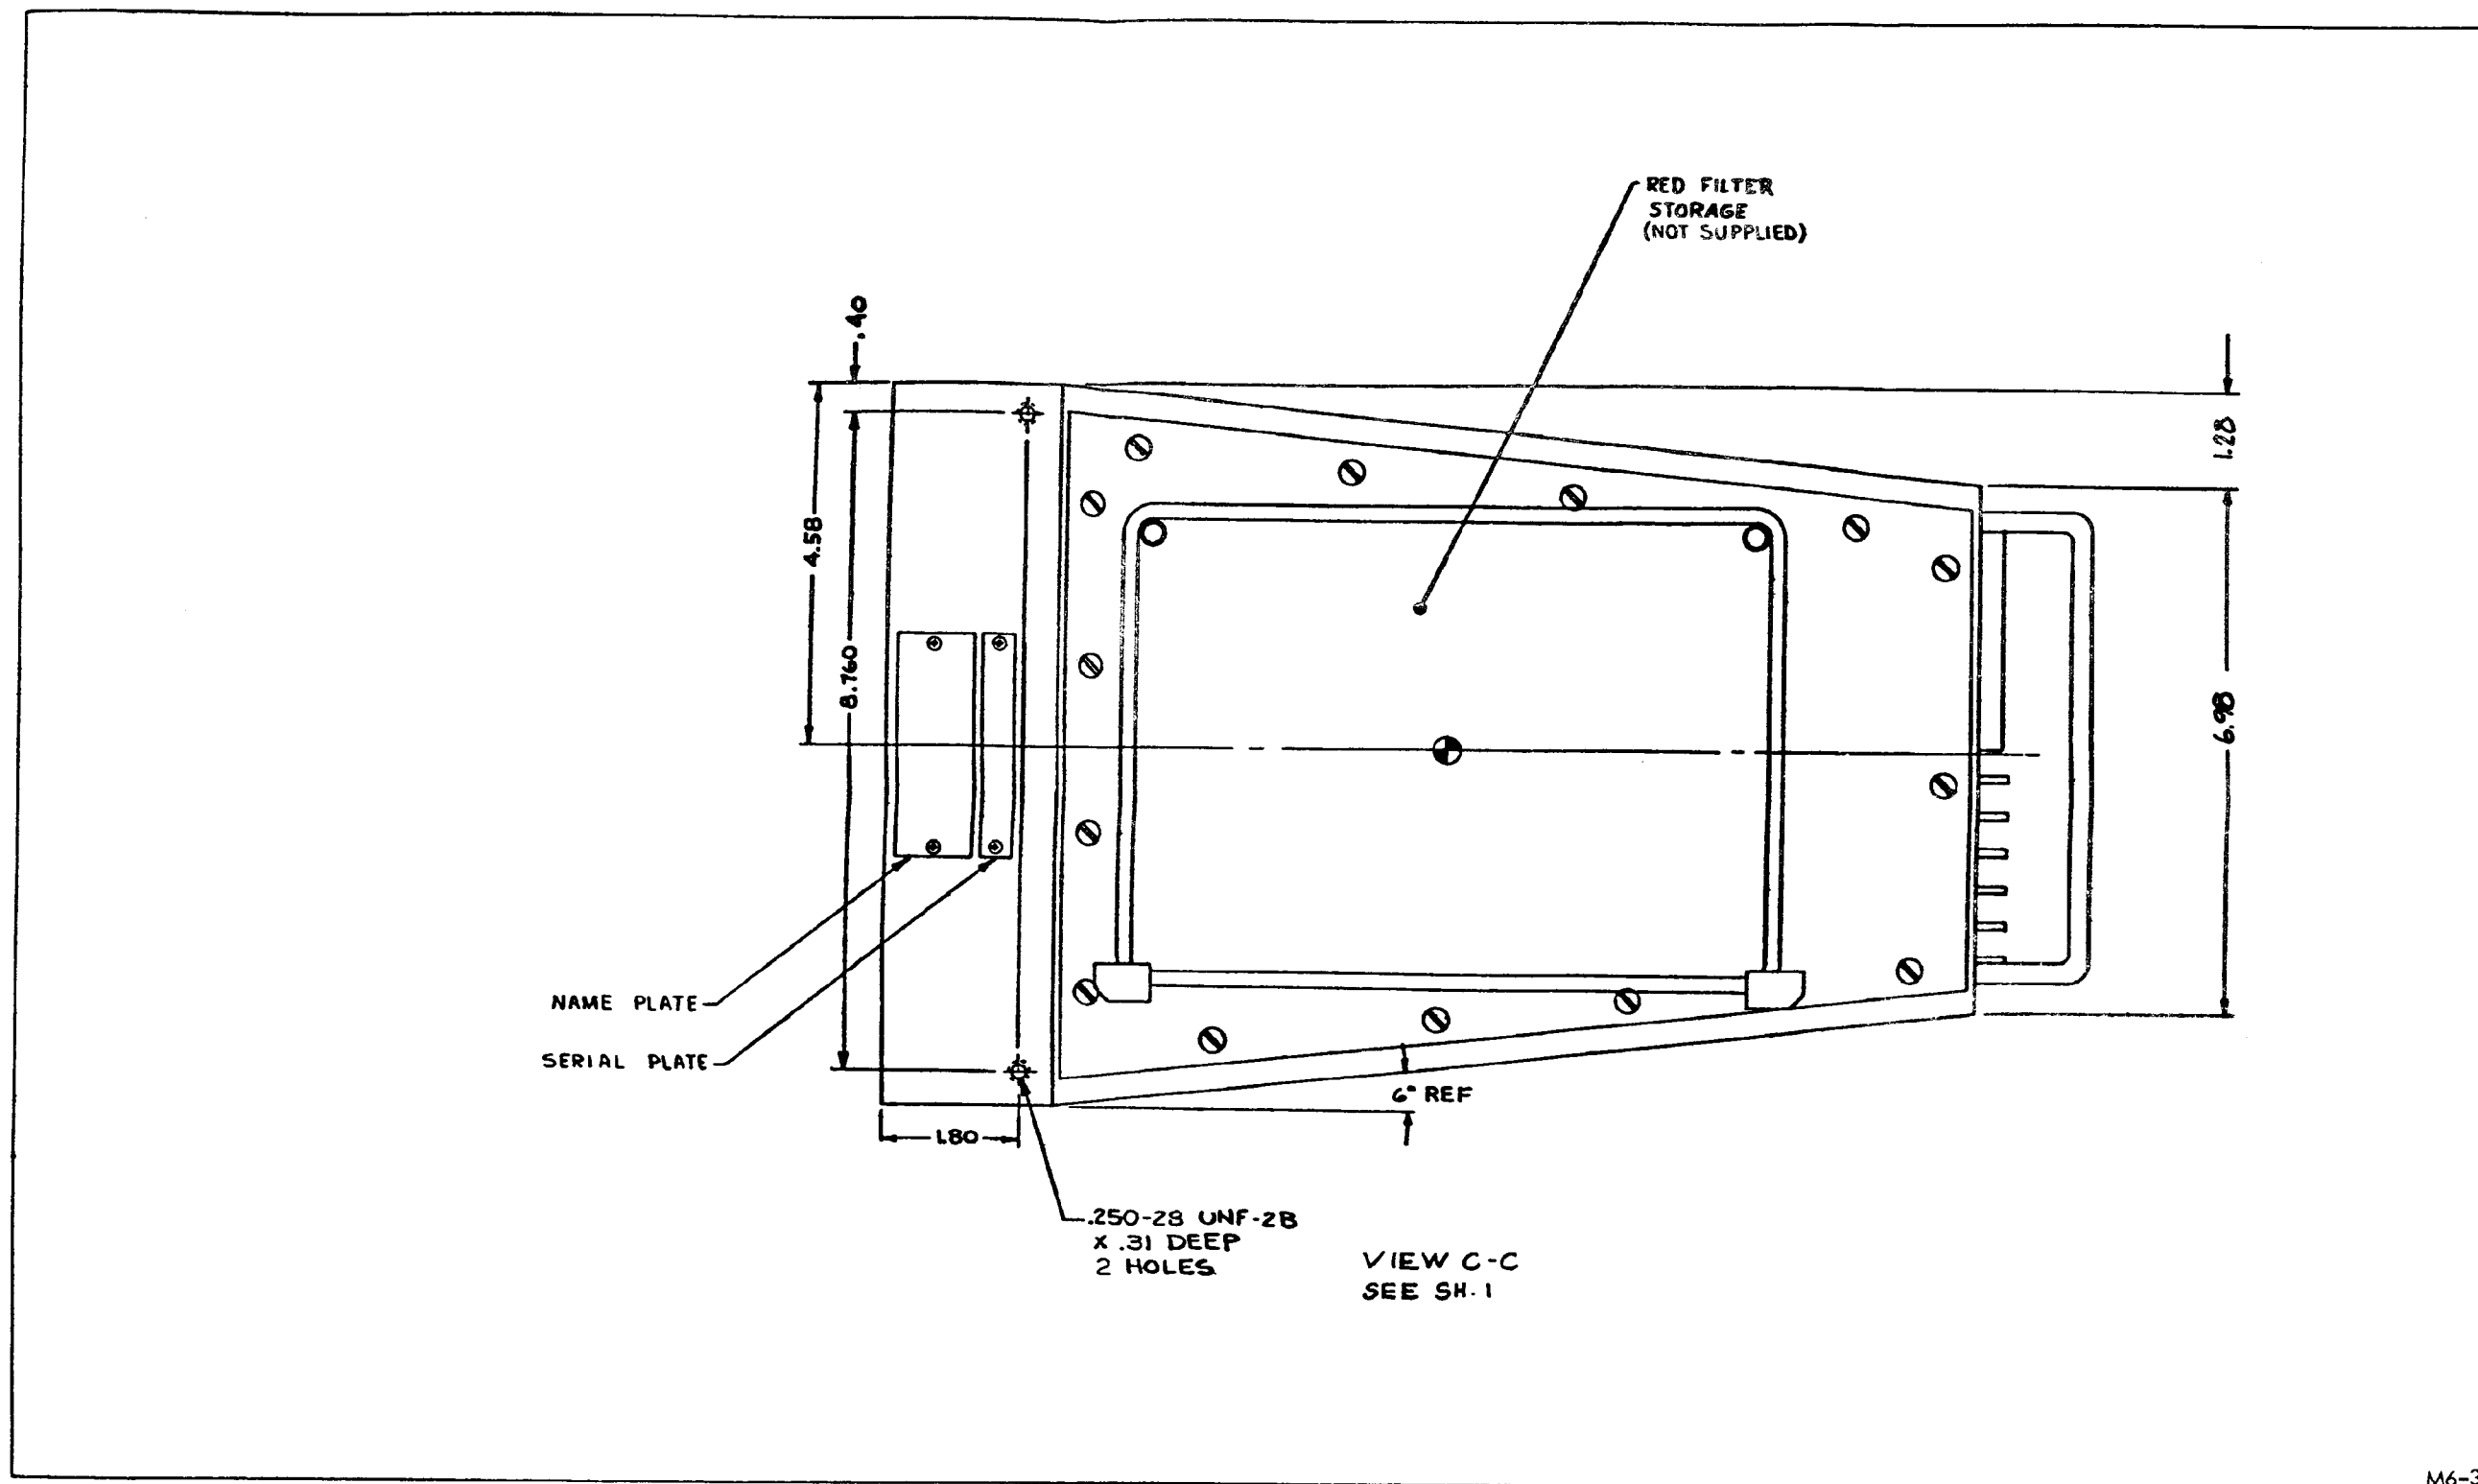 RED FILTER
STORAGE
(NOT SUPPLIED)
.40
1.28
4.58
8.760
6.98
NAME PLATE
SERIAL PLATE
6° REF
1.80
.250-28 UNF-2B
X .31 DEEP
2 HOLES
VIEW C-C
SEE SH. 1